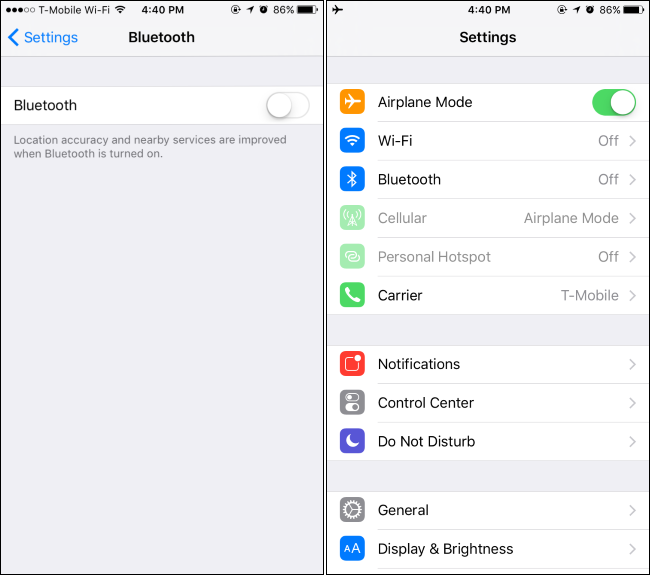 T-Mobile Wi-Fi 4:40 PM 86%
Settings Bluetooth
Bluetooth
Location accuracy and nearby services are improved
when Bluetooth is turned on.
4:40 PM 86%
Settings
Airplane Mode
Wi-Fi Off
Bluetooth Off
Cellular Airplane Mode
Personal Hotspot Off
Carrier T-Mobile
Notifications
Control Center
Do Not Disturb
General
AA Display & Brightness